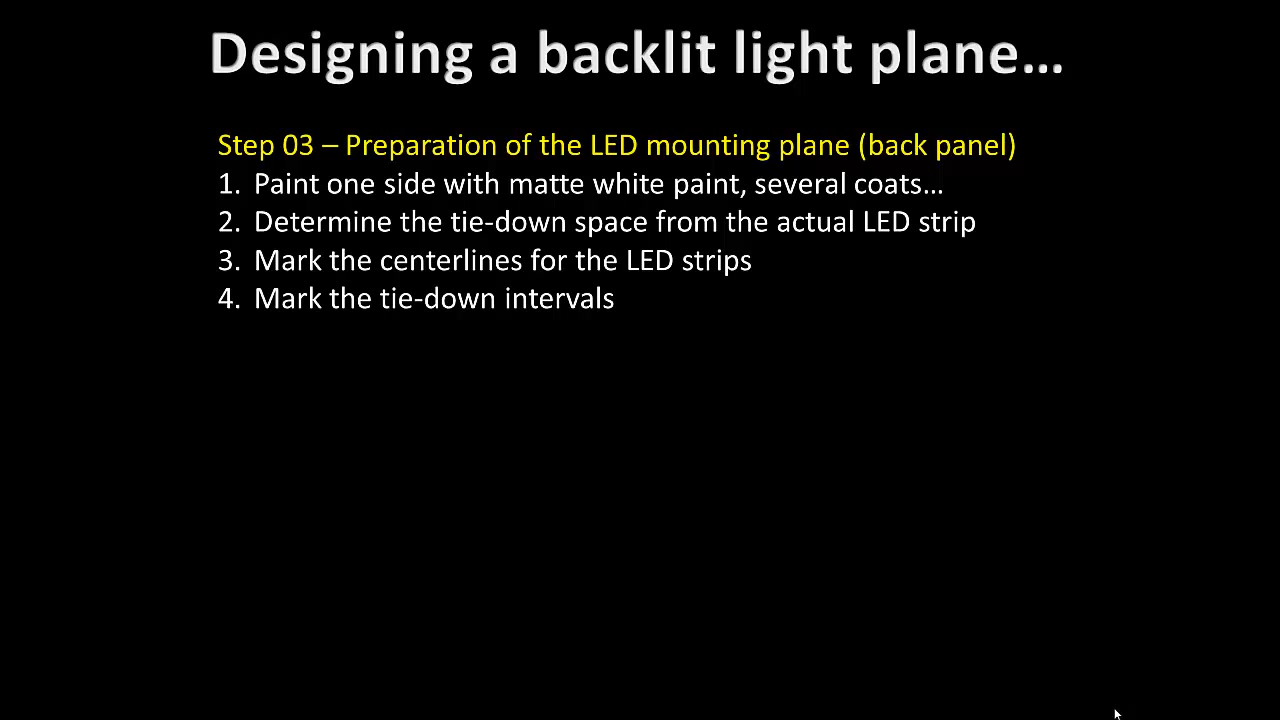 Designing a backlit light plane…
Step 03 – Preparation of the LED mounting plane (back panel)
1. Paint one side with matte white paint, several coats…
2. Determine the tie-down space from the actual LED strip
3. Mark the centerlines for the LED strips
4. Mark the tie-down intervals